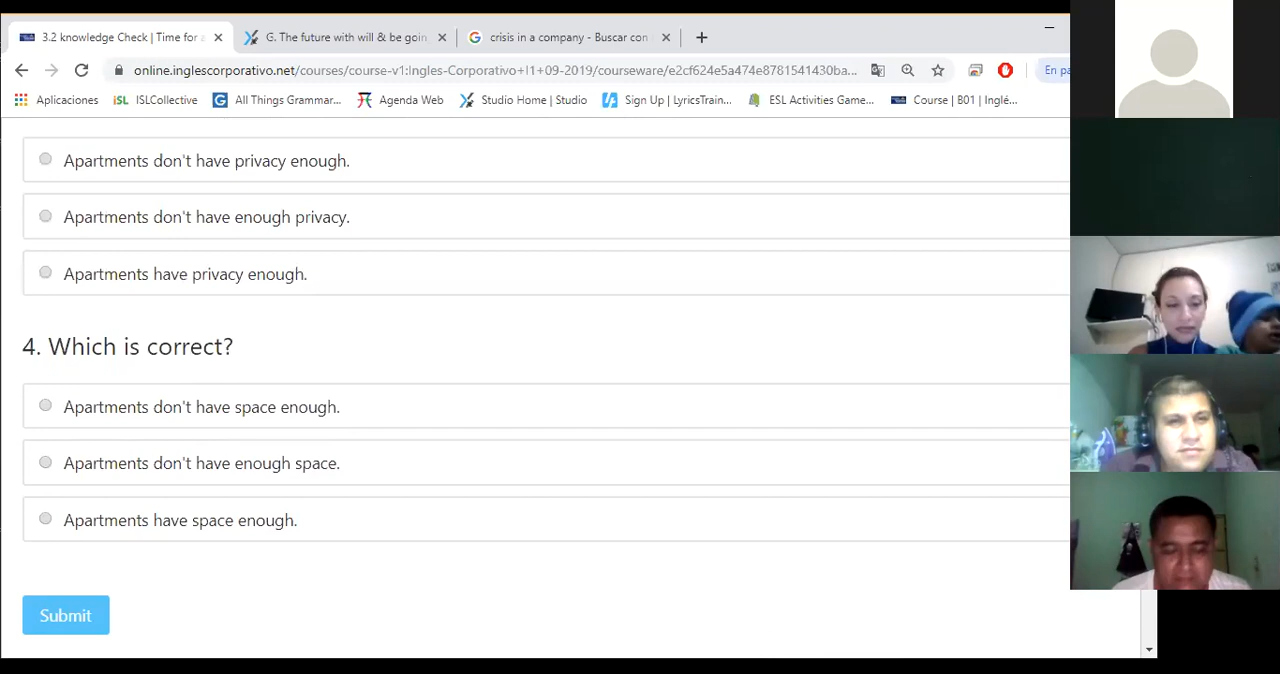 3.2 knowledge Check | Time for a
G. The future with will & be goin
crisis in a company - Buscar con
online.inglescorporativo.net/courses/course-v1:Ingles-Corporativo+I1+09-2019/courseware/e2cf624e5a474e8781541430ba...
En pa
Aplicaciones
iSL ISLCollective
G All Things Grammar...
Agenda Web
Studio Home | Studio
Sign Up | LyricsTrain...
ESL Activities Game...
Course | B01 | Inglé...
Apartments don't have privacy enough.
Apartments don't have enough privacy.
Apartments have privacy enough.
4. Which is correct?
Apartments don't have space enough.
Apartments don't have enough space.
Apartments have space enough.
Submit